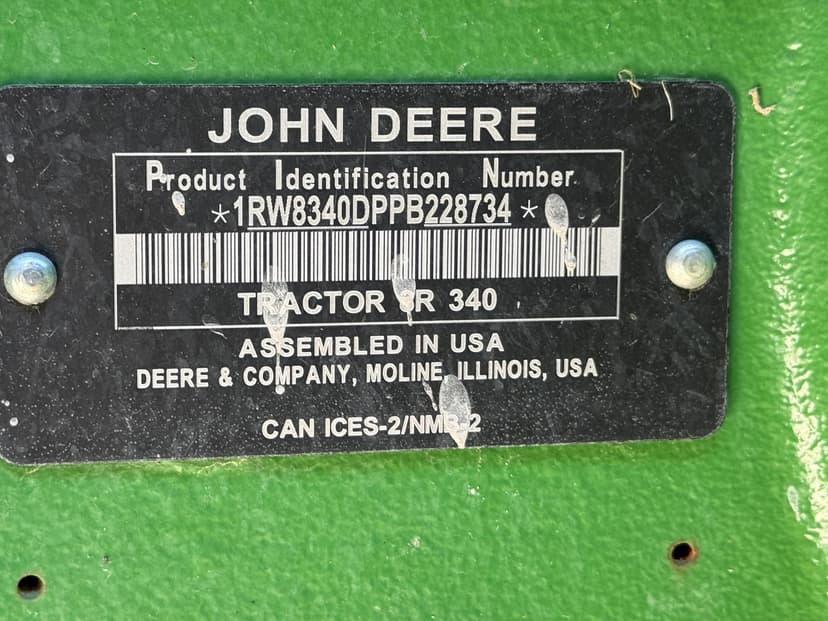 JOHN DEERE
Product Identification Number
*1RW8340DPPB228734*
TRACTOR 8R 340
ASSEMBLED IN USA
DEERE & COMPANY, MOLINE, ILLINOIS, USA
CAN ICES-2/NMB-2